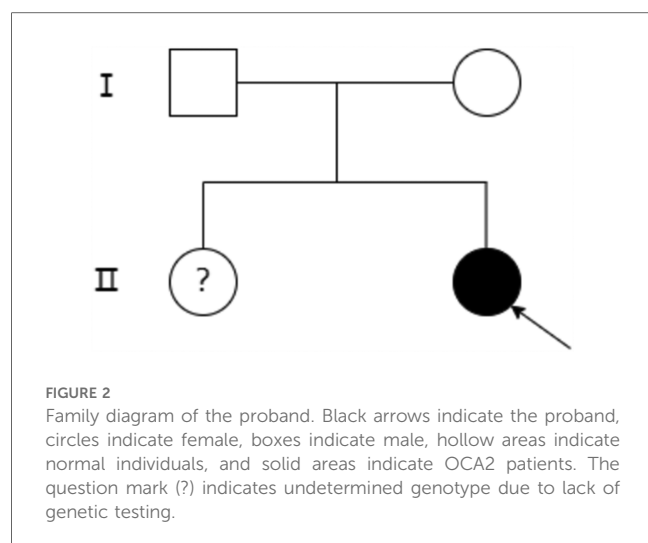 I
II
?
FIGURE 2
Family diagram of the proband. Black arrows indicate the proband,
circles indicate female, boxes indicate male, hollow areas indicate
normal individuals, and solid areas indicate OCA2 patients. The
question mark (?) indicates undetermined genotype due to lack of
genetic testing.